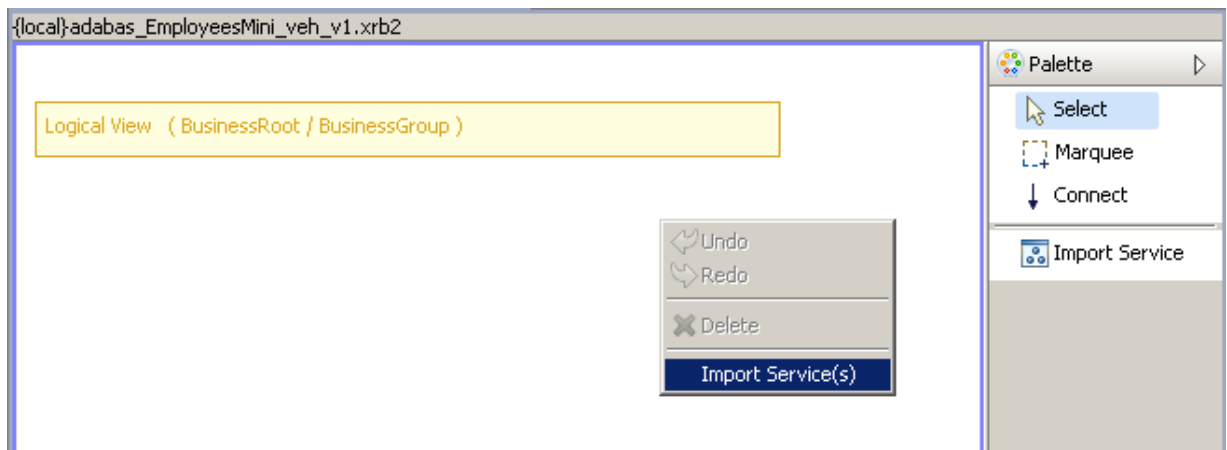 {local}adabas_EmployeesMini_veh_v1.xrb2
Logical View ( BusinessRoot / BusinessGroup )
Undo
Redo
Delete
Import Service(s)
Palette
Select
Marquee
Connect
Import Service